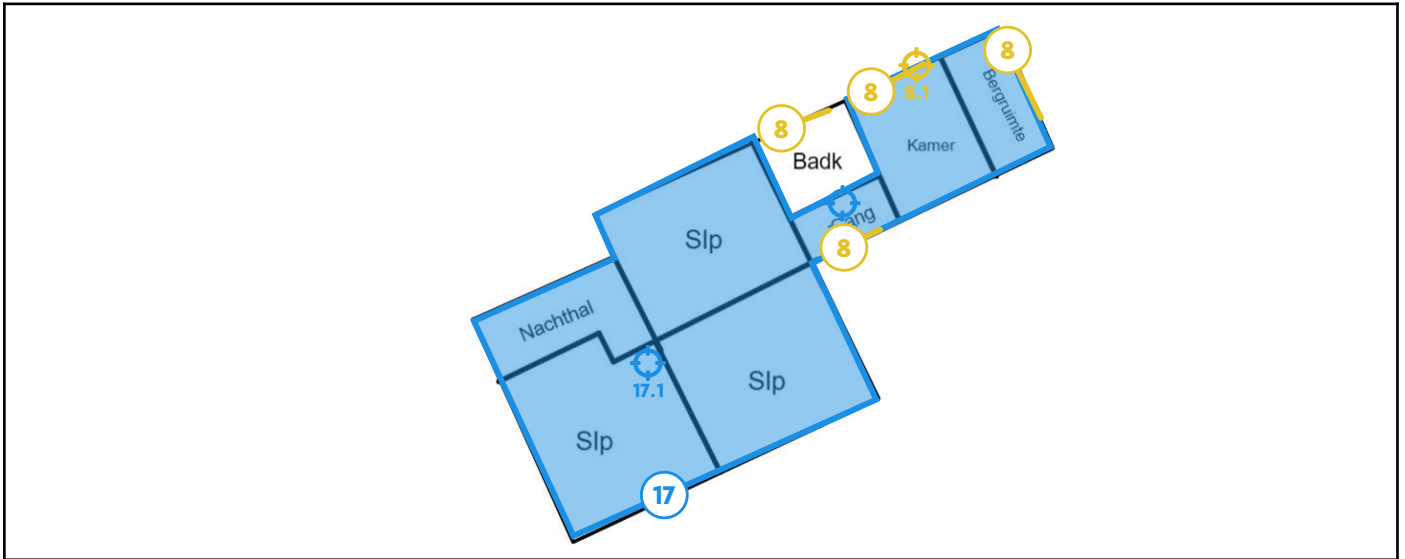 8
8
8.1
8
Bergruimte
Kamer
Badk
Gang
8
Slp
Nachthal
17.1
Slp
Slp
17